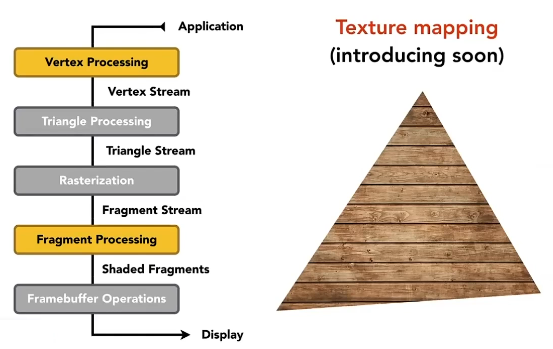 Application
Vertex Processing
Vertex Stream
Triangle Processing
Triangle Stream
Rasterization
Fragment Stream
Fragment Processing
Shaded Fragments
Framebuffer Operations
Display
Texture mapping
(introducing soon)